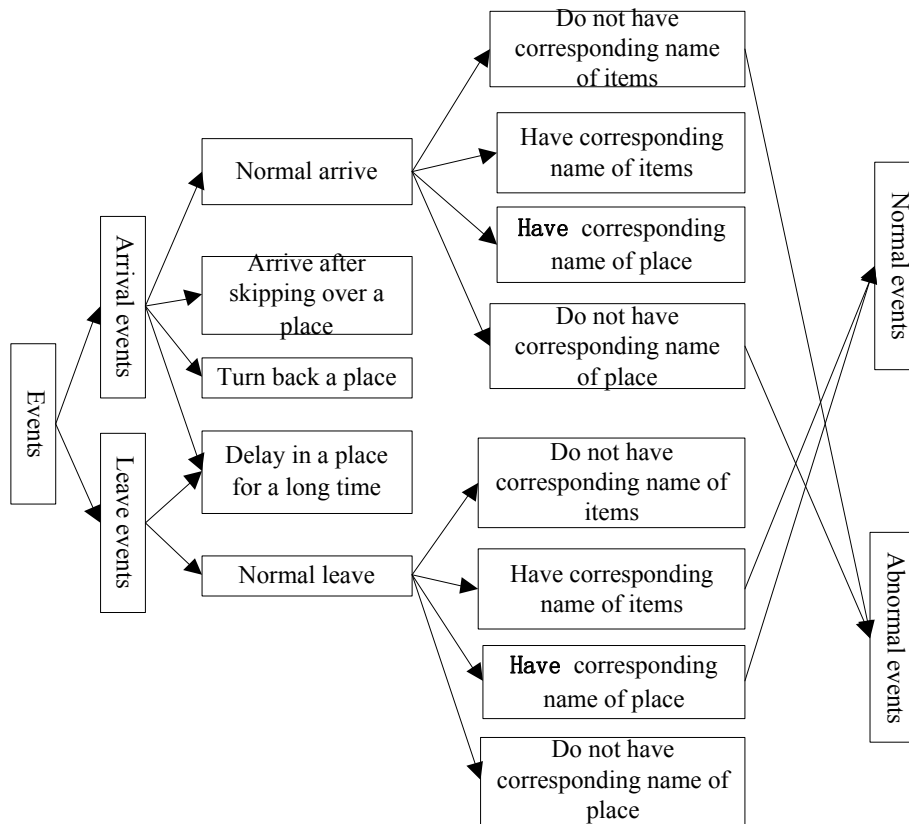 Events
Arrival events
Leave events
Normal arrive
Arrive after
skipping over a
place
Turn back a place
Delay in a place
for a long time
Normal leave
Do not have
corresponding name
of items
Have corresponding
name of items
Have corresponding
name of place
Do not have
corresponding name
of place
Do not have
corresponding name of
items
Have corresponding
name of items
Have corresponding
name of place
Do not have
corresponding name of
place
Normal events
Abnormal events